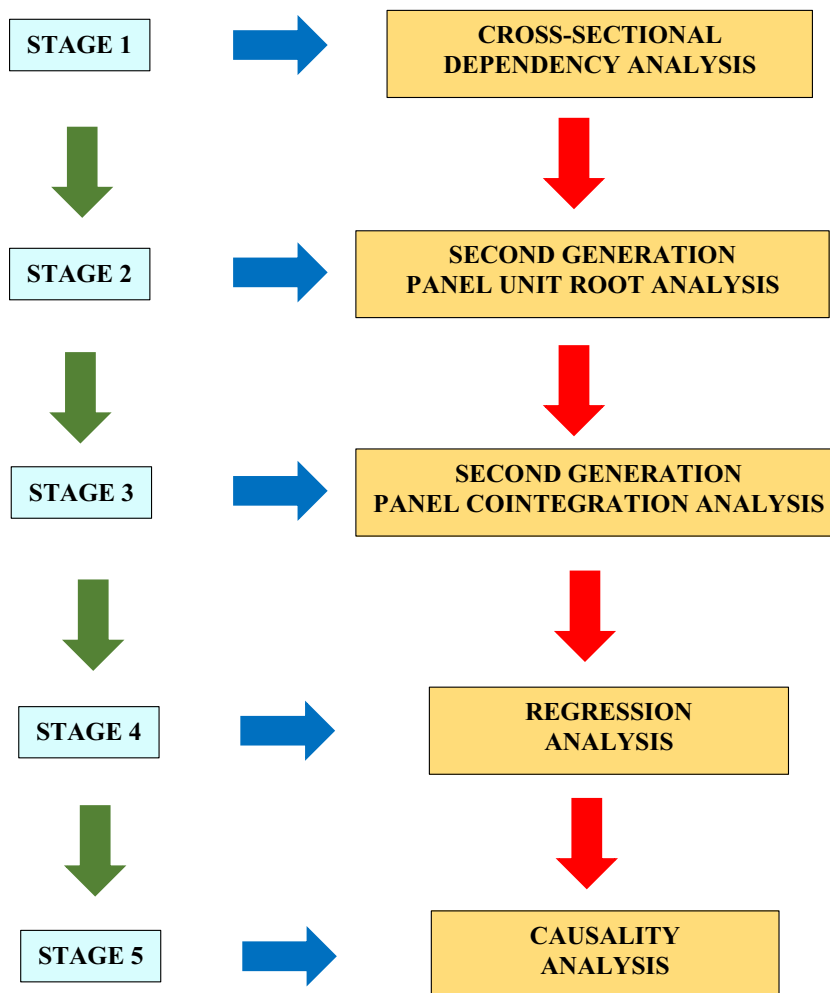 STAGE 1
CROSS-SECTIONAL
DEPENDENCY ANALYSIS
STAGE 2
SECOND GENERATION
PANEL UNIT ROOT ANALYSIS
STAGE 3
SECOND GENERATION
PANEL COINTEGRATION ANALYSIS
STAGE 4
REGRESSION
ANALYSIS
STAGE 5
CAUSALITY
ANALYSIS